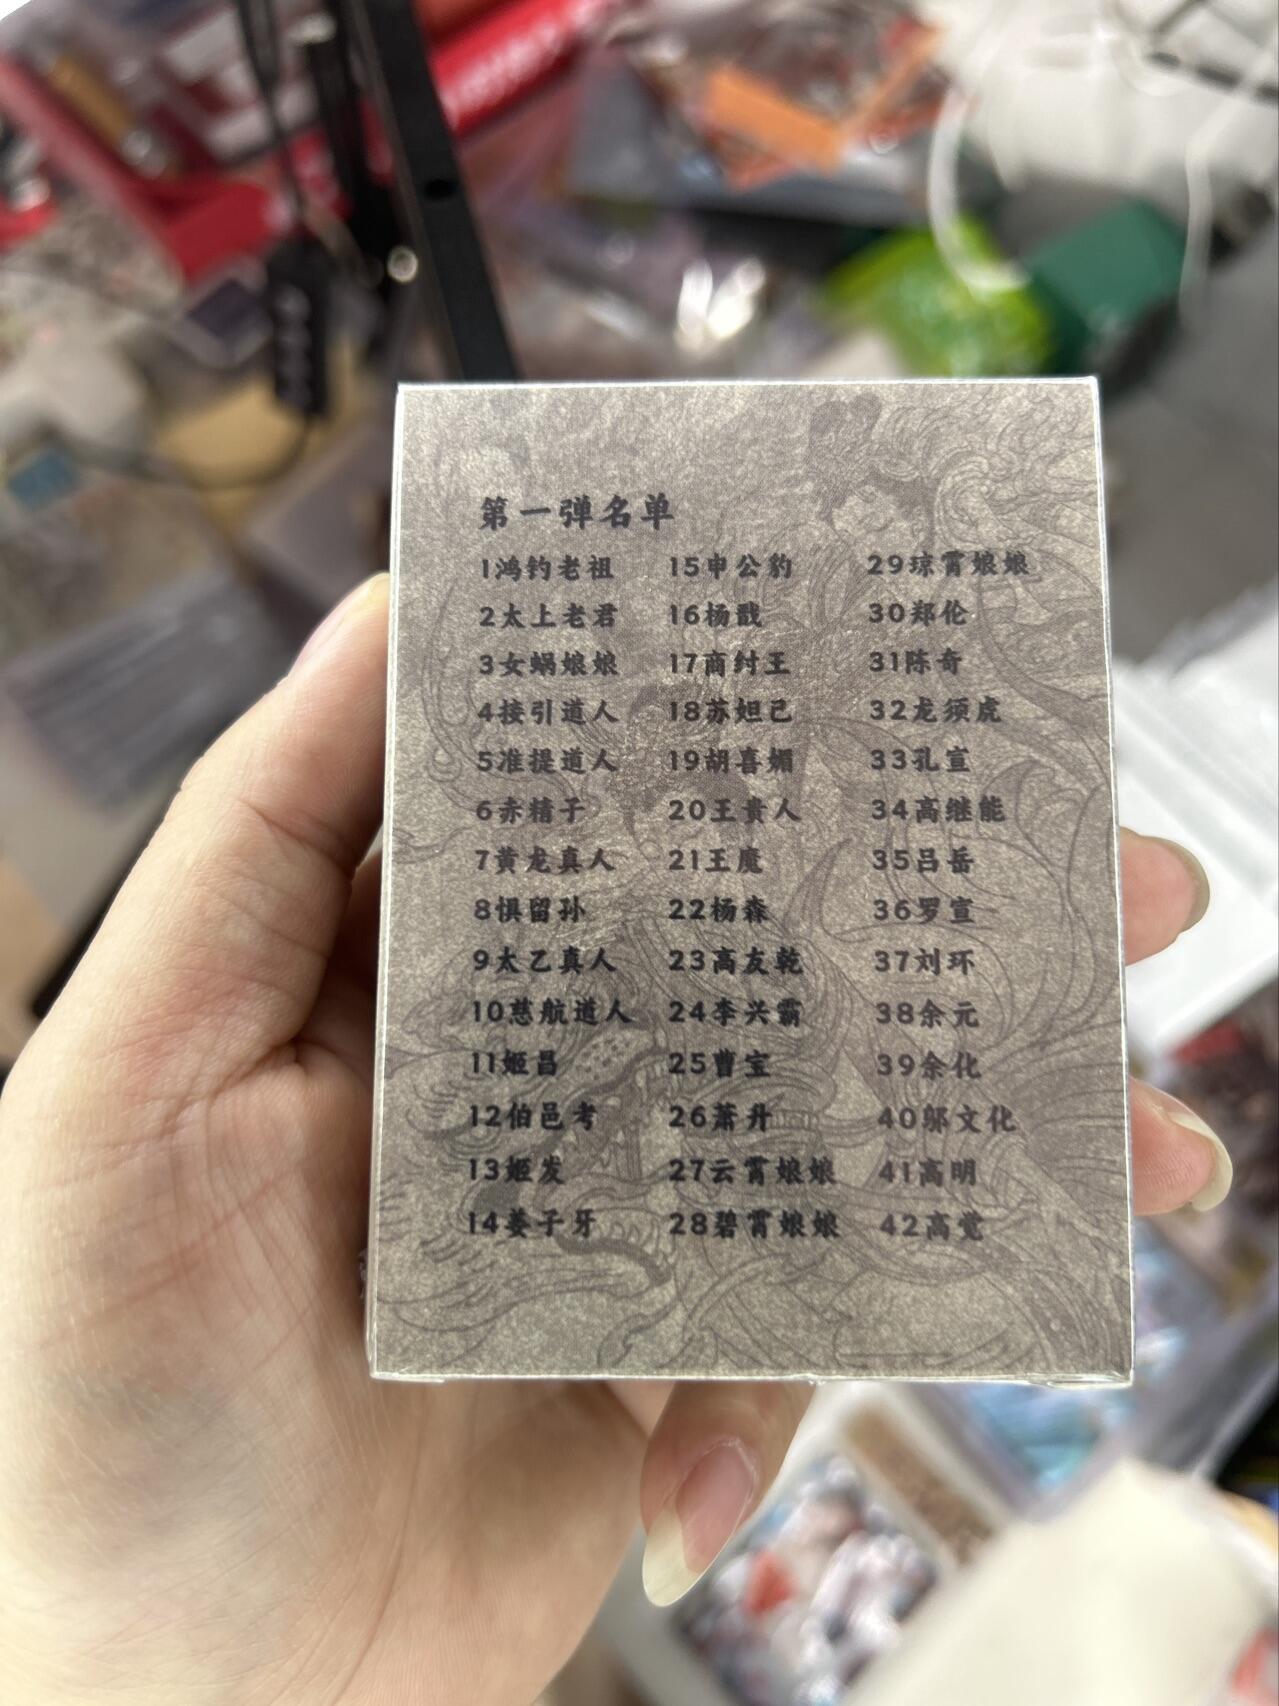 第一弹名单
1鸿钧老祖
2太上老君
3女娲娘娘
4接引道人
5准提道人
6赤精子
7黄龙真人
8惧留孙
9太乙真人
10慈航道人
11姬昌
12伯邑考
13姬发
14姜子牙
15申公豹
16杨戬
17商纣王
18苏妲己
19胡喜媚
20王贵人
21王魔
22杨森
23高友乾
24李兴霸
25曹宝
26萧升
27云霄娘娘
28碧霄娘娘
29琼霄娘娘
30郑伦
31陈奇
32龙须虎
33孔宣
34高继能
35吕岳
36罗宣
37刘环
38余元
39余化
40邬文化
41高明
42高觉